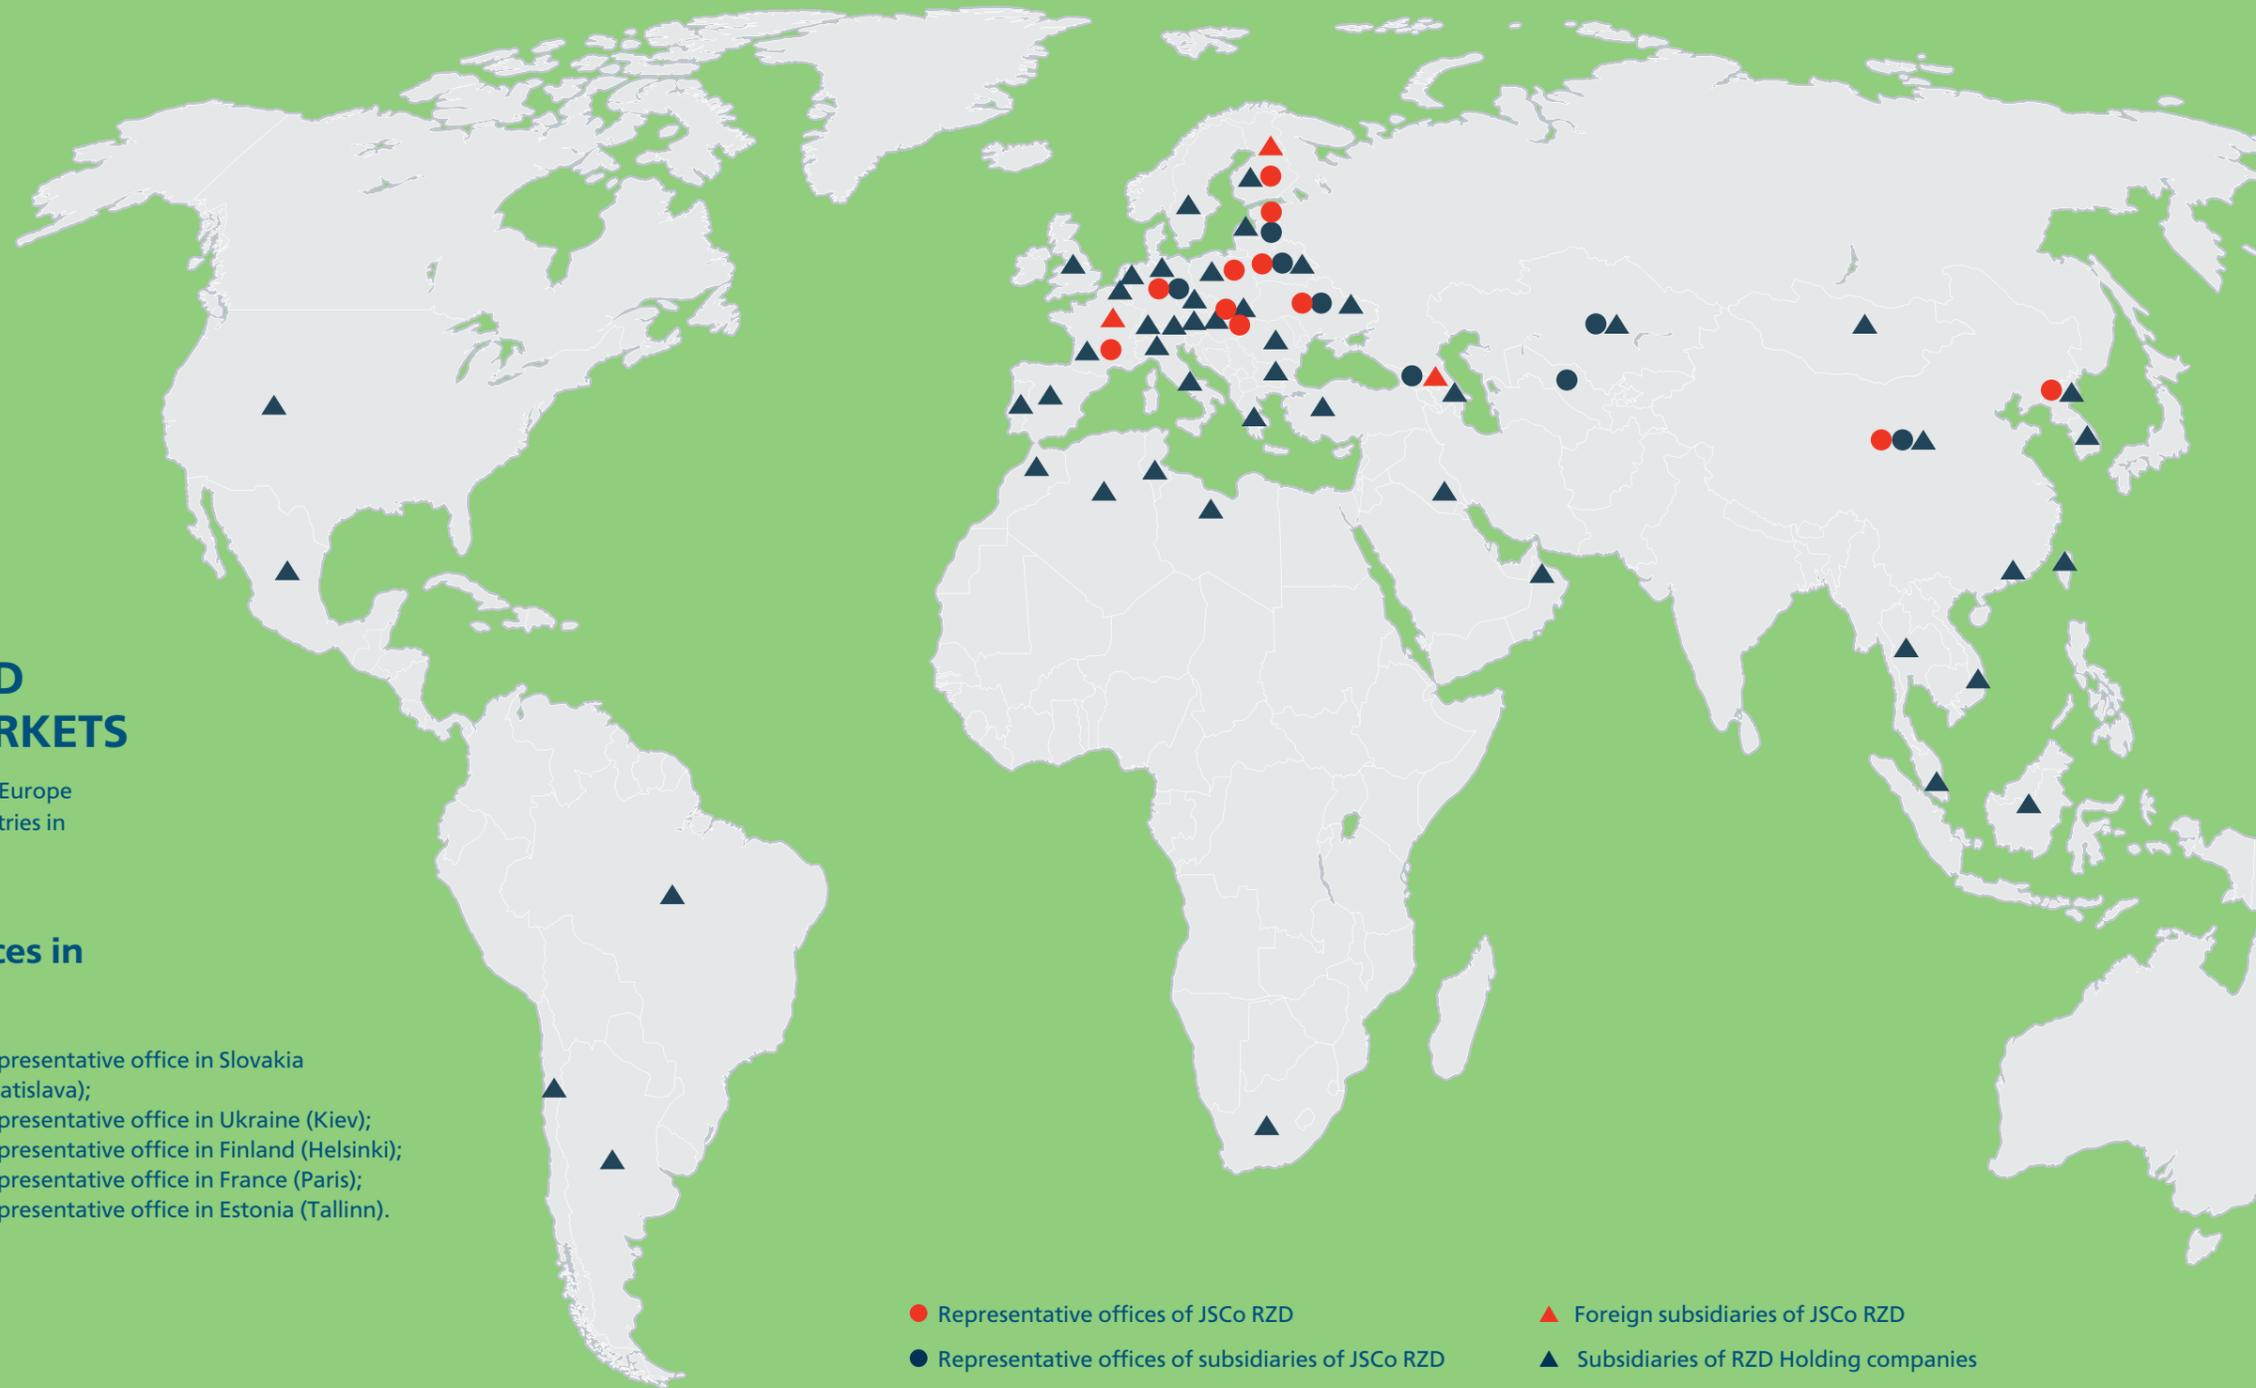 D
RKETS
Europe
tries in
ces in
presentative office in Slovakia
atislava);
presentative office in Ukraine (Kiev);
presentative office in Finland (Helsinki);
presentative office in France (Paris);
presentative office in Estonia (Tallinn).
Representative offices of JSCo RZD
Foreign subsidiaries of JSCo RZD
Representative offices of subsidiaries of JSCo RZD
Subsidiaries of RZD Holding companies